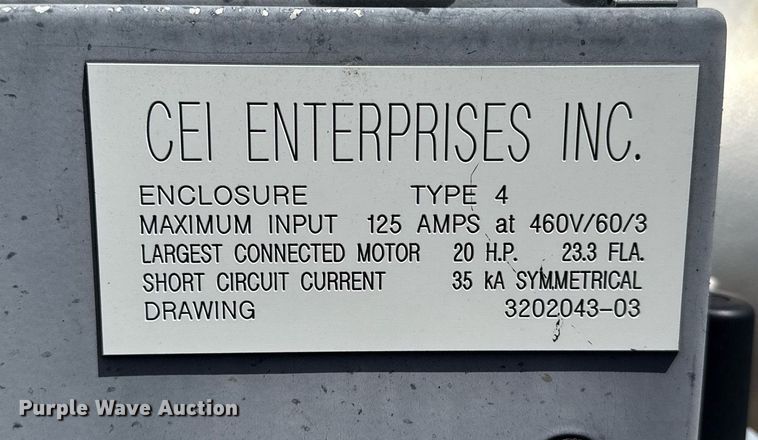 CEI ENTERPRISES INC.
ENCLOSURE TYPE 4
MAXIMUM INPUT 125 AMPS at 460V/60/3
LARGEST CONNECTED MOTOR 20 H.P. 23.3 FLA.
SHORT CIRCUIT CURRENT 35 kA SYMMETRICAL
DRAWING 3202043-03
Purple Wave Auction